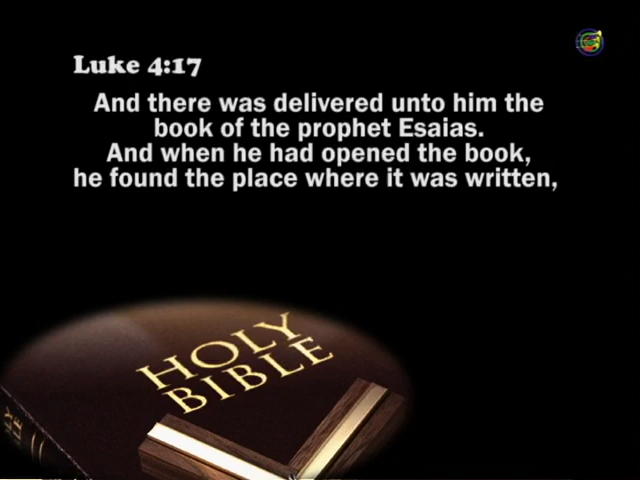 Luke 4:17
And there was delivered unto him the
book of the prophet Esaias.
And when he had opened the book,
he found the place where it was written,
HOLY
BIBLE